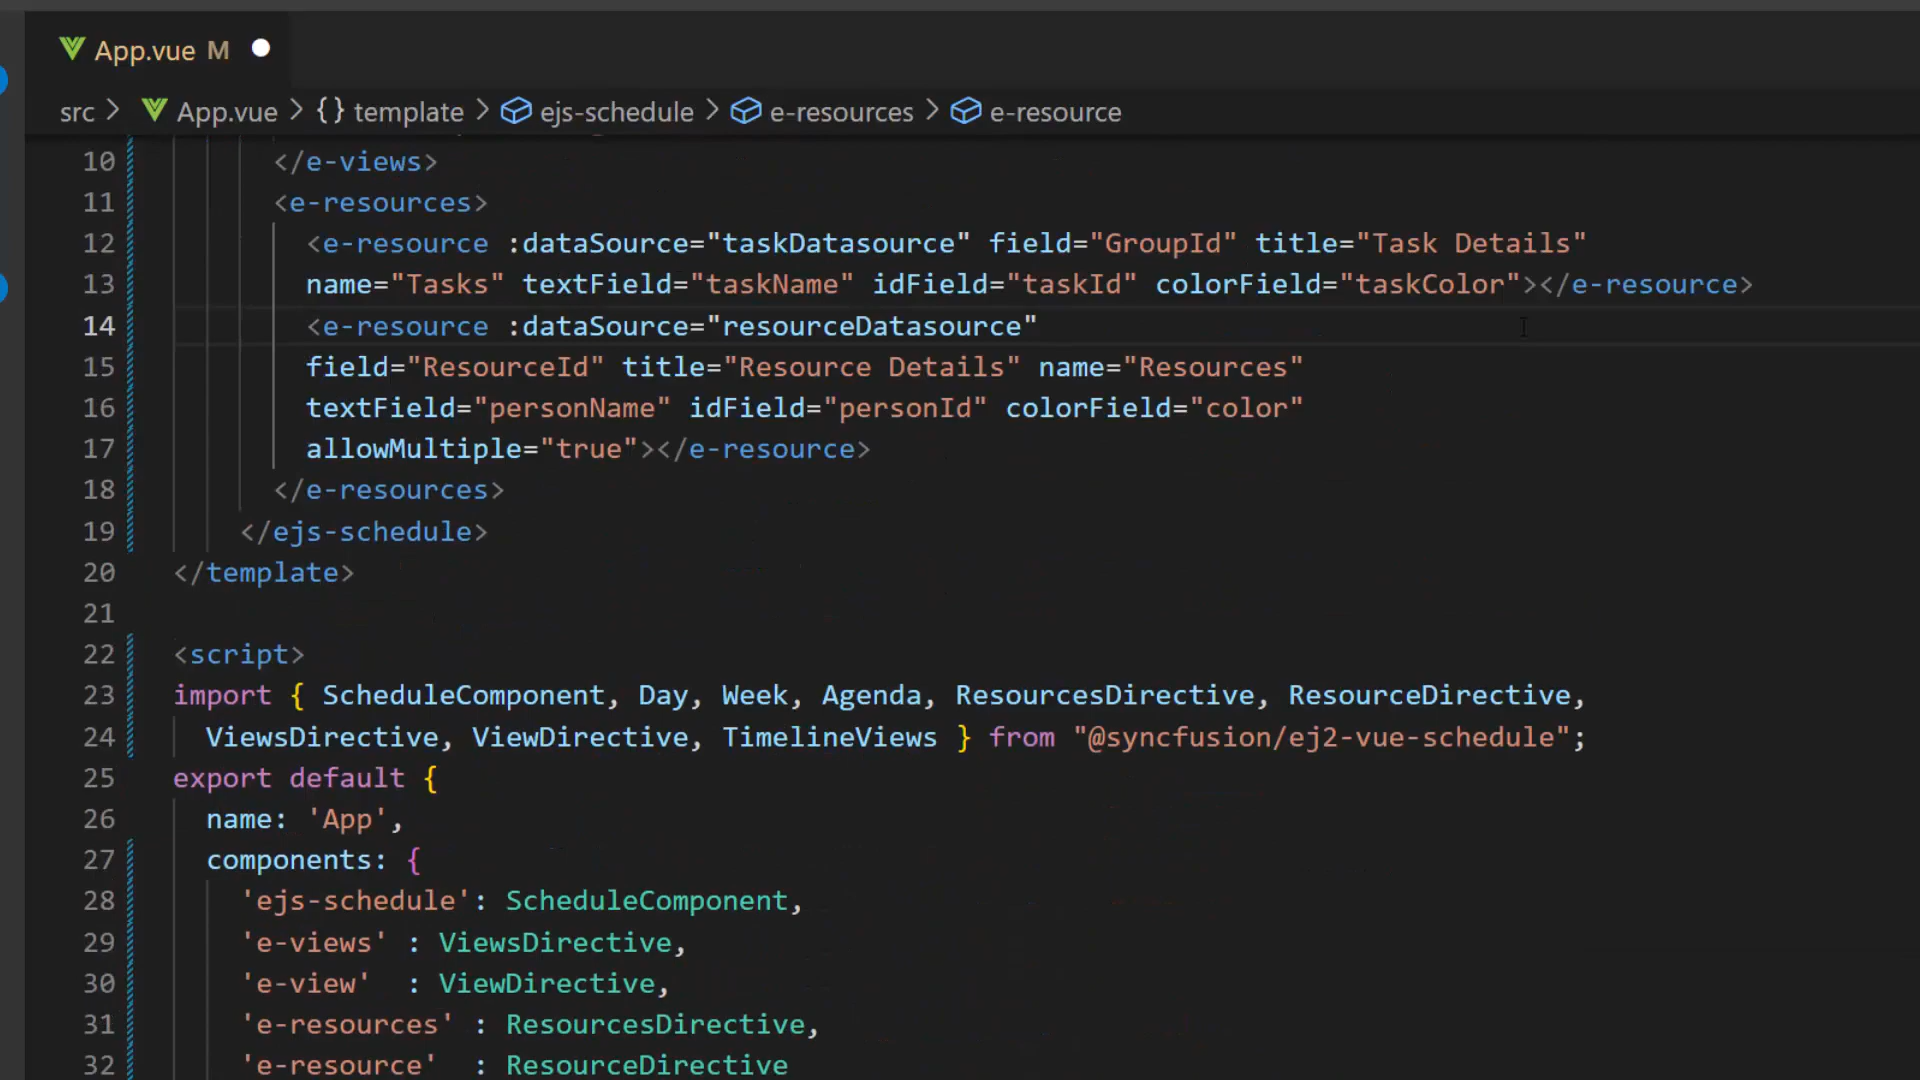 App.vue M
src > App.vue > {} template > ejs-schedule > e-resources > e-resource
10 </e-views>
11 <e-resources>
12 <e-resource :dataSource="taskDatasource" field="GroupId" title="Task Details"
13 name="Tasks" textField="taskName" idField="taskId" colorField="taskColor"></e-resource>
14 <e-resource :dataSource="resourceDatasource"
15 field="ResourceId" title="Resource Details" name="Resources"
16 textField="personName" idField="personId" colorField="color"
17 allowMultiple="true"></e-resource>
18 </e-resources>
19 </ejs-schedule>
20 </template>
21
22 <script>
23 import { ScheduleComponent, Day, Week, Agenda, ResourcesDirective, ResourceDirective,
24 ViewsDirective, ViewDirective, TimelineViews } from "@syncfusion/ej2-vue-schedule";
25 export default {
26 name: 'App',
27 components: {
28 'ejs-schedule': ScheduleComponent,
29 'e-views' : ViewsDirective,
30 'e-view' : ViewDirective,
31 'e-resources' : ResourcesDirective,
32 'e-resource' : ResourceDirective